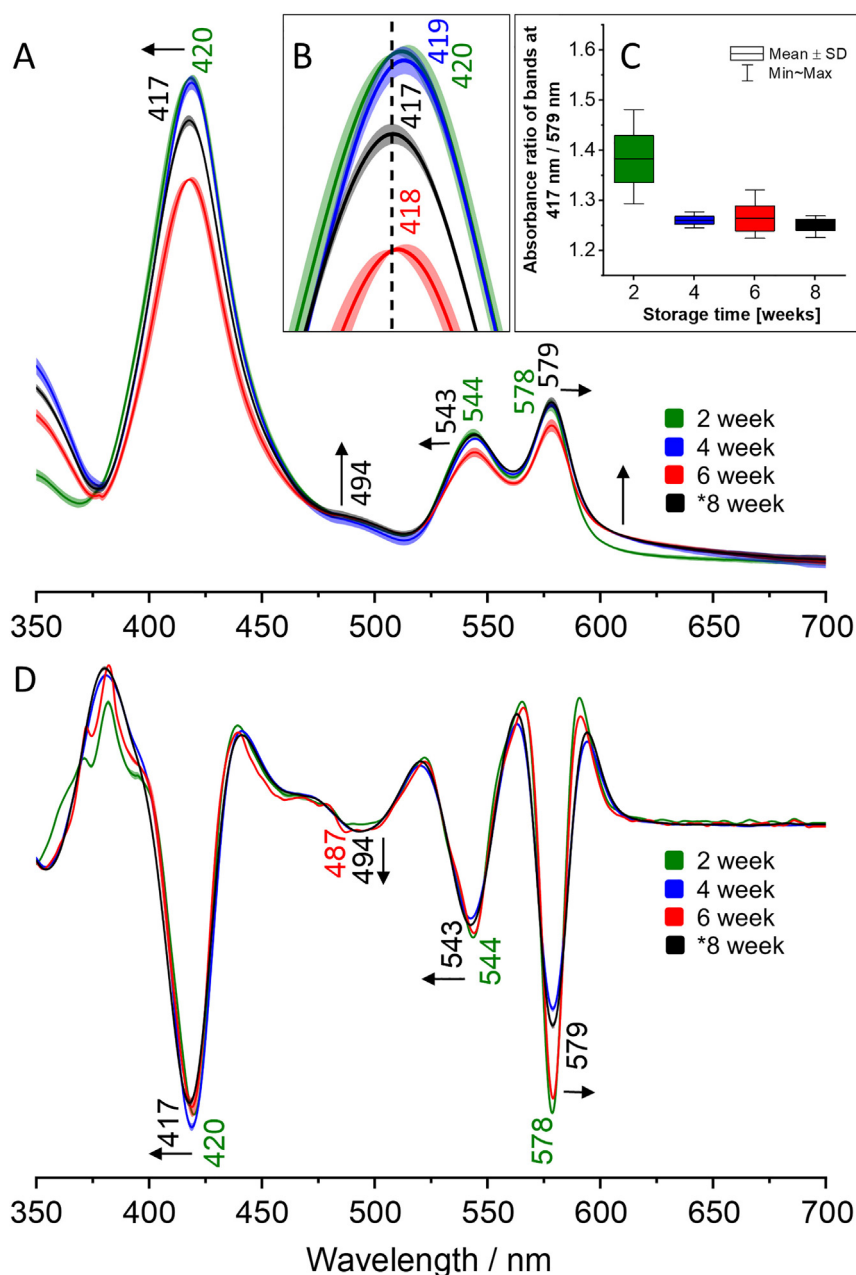 A
417
420
B
419
420
417
418
C
Absorbance ratio of bands at
417 nm / 579 nm
1.6
1.5
1.4
1.3
1.2
Mean ± SD
Min~Max
2
4
6
8
Storage time [weeks]
494
543
544
578
579
2 week
4 week
6 week
*8 week
350
400
450
500
550
600
650
700
D
417
420
487
494
543
544
578
579
2 week
4 week
6 week
*8 week
350
400
450
500
550
600
650
700
Wavelength / nm